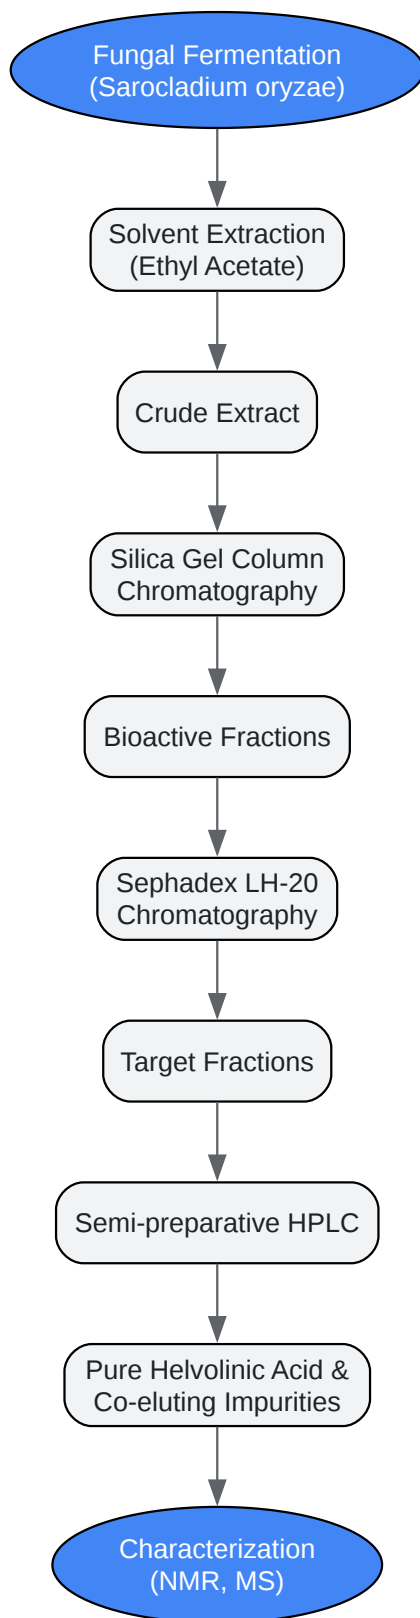 Fungal Fermentation
(Sarocladium oryzae)
Solvent Extraction
(Ethyl Acetate)
Crude Extract
Silica Gel Column
Chromatography
Bioactive Fractions
Sephadex LH-20
Chromatography
Target Fractions
Semi-preparative HPLC
Pure Helvolinic Acid &
Co-eluting Impurities
Characterization
(NMR, MS)